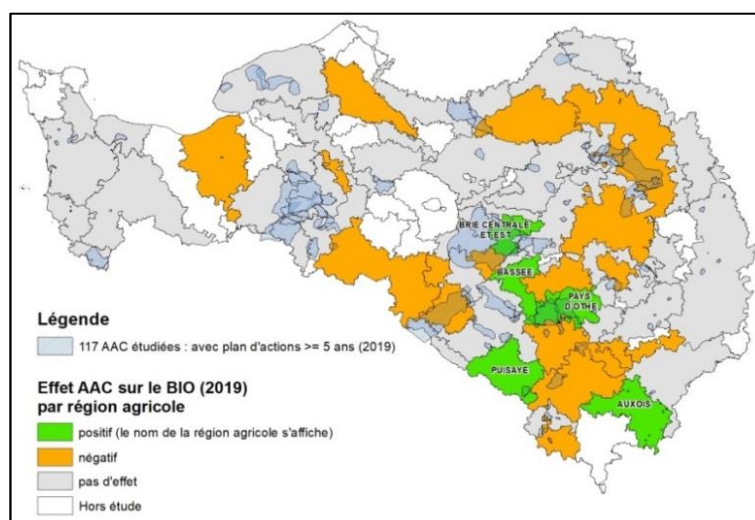 BRIE CENTRALE
ET EST
BASSEE
PAYS
D'OTHE
PUISAYE
AUXOIS
Légende
117 AAC étudiées : avec plan d'actions >= 5 ans (2019)
Effet AAC sur le BIO (2019)
par région agricole
positif (le nom de la région agricole s'affiche)
négatif
pas d'effet
Hors étude